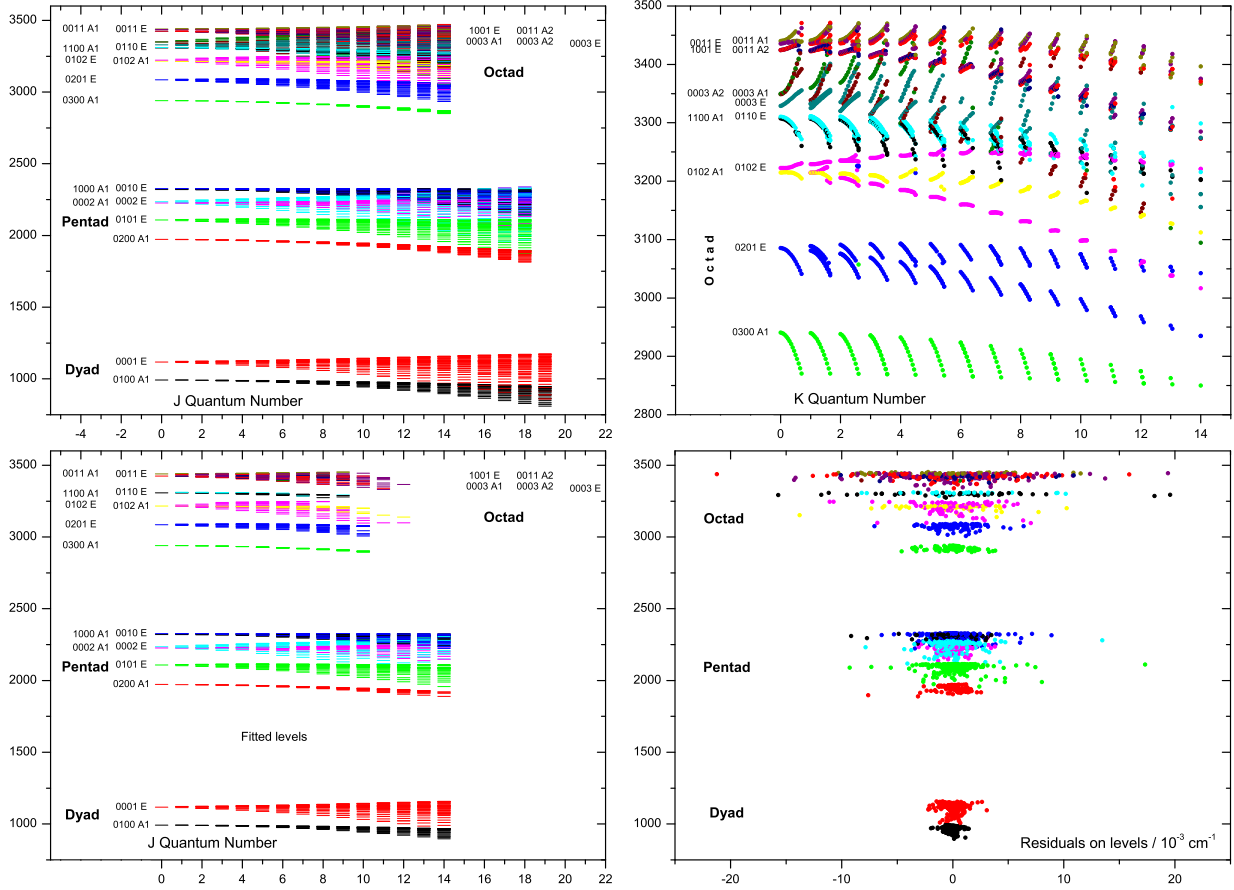 3500
3000
2500
2000
1500
1000
0011 A1 0011 E
1100 A1 0110 E
0102 E 0102 A1
0201 E
0300 A1
1001 E 0011 A2
0003 A1 0003 A2 0003 E
Octad
1000 A1 0010 E
0002 A1 0002 E
Pentad 0101 E
0200 A1
0001 E
Dyad
0100 A1
J Quantum Number
-4 -2 0 2 4 6 8 10 12 14 16 18 20 22
3500
3400
3300
3200
3100
3000
2900
2800
0011 E 0011 A1
1001 E 0011 A2
0003 A2 0003 A1
0003 E
1100 A1 0110 E
0102 E
0102 A1
0201 E
0300 A1
Octad
K Quantum Number
0 2 4 6 8 10 12 14
3500
3000
2500
2000
1500
1000
0011 A1 0011 E
1100 A1 0110 E
0102 E 0102 A1
0201 E
0300 A1
1001 E 0011 A2
0003 A1 0003 A2 0003 E
Octad
1000 A1 0010 E
0002 A1 0002 E
Pentad 0101 E
0200 A1
Fitted levels
0001 E
Dyad
0100 A1
J Quantum Number
0 2 4 6 8 10 12 14 16 18 20 22
3500
3000
2500
2000
1500
1000
Octad
Pentad
Dyad
Residuals on levels / 10⁻³ cm⁻¹
-20 -10 0 10 20